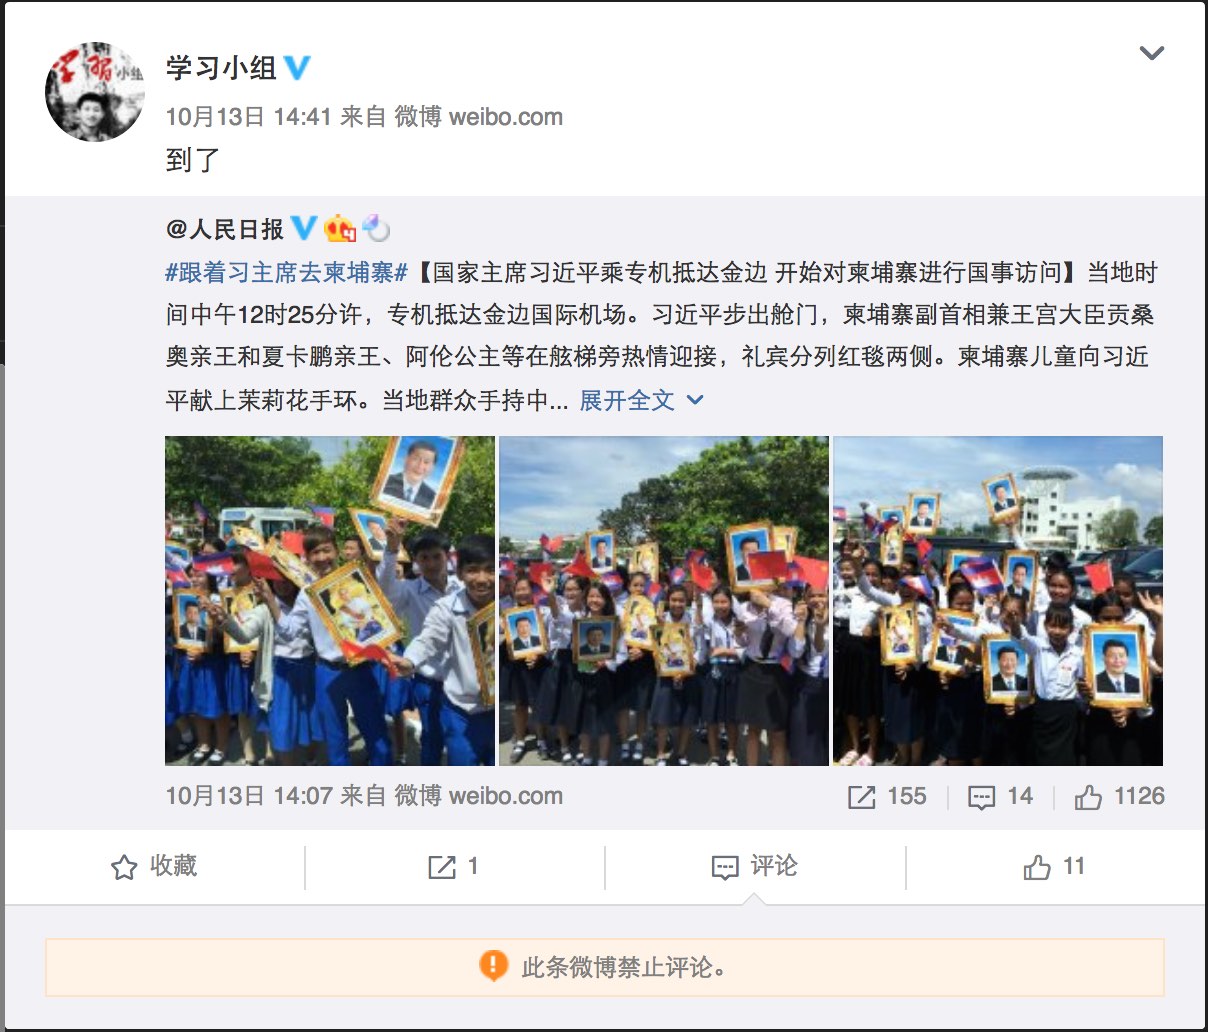 学习小组
学习小组
10月13日 14:41 来自 微博 weibo.com
到了
@人民日报
#跟着习主席去柬埔寨#【国家主席习近平乘专机抵达金边 开始对柬埔寨进行国事访问】当地时
间中午12时25分许，专机抵达金边国际机场。习近平步出舱门，柬埔寨副首相兼王宫大臣贡桑
奥亲王和夏卡鹏亲王、阿伦公主等在舷梯旁热情迎接，礼宾分列红毯两侧。柬埔寨儿童向习近
平献上茉莉花手环。当地群众手持中... 展开全文
10月13日 14:07 来自 微博 weibo.com 155 14 1126
收藏 1 评论 11
此条微博禁止评论。